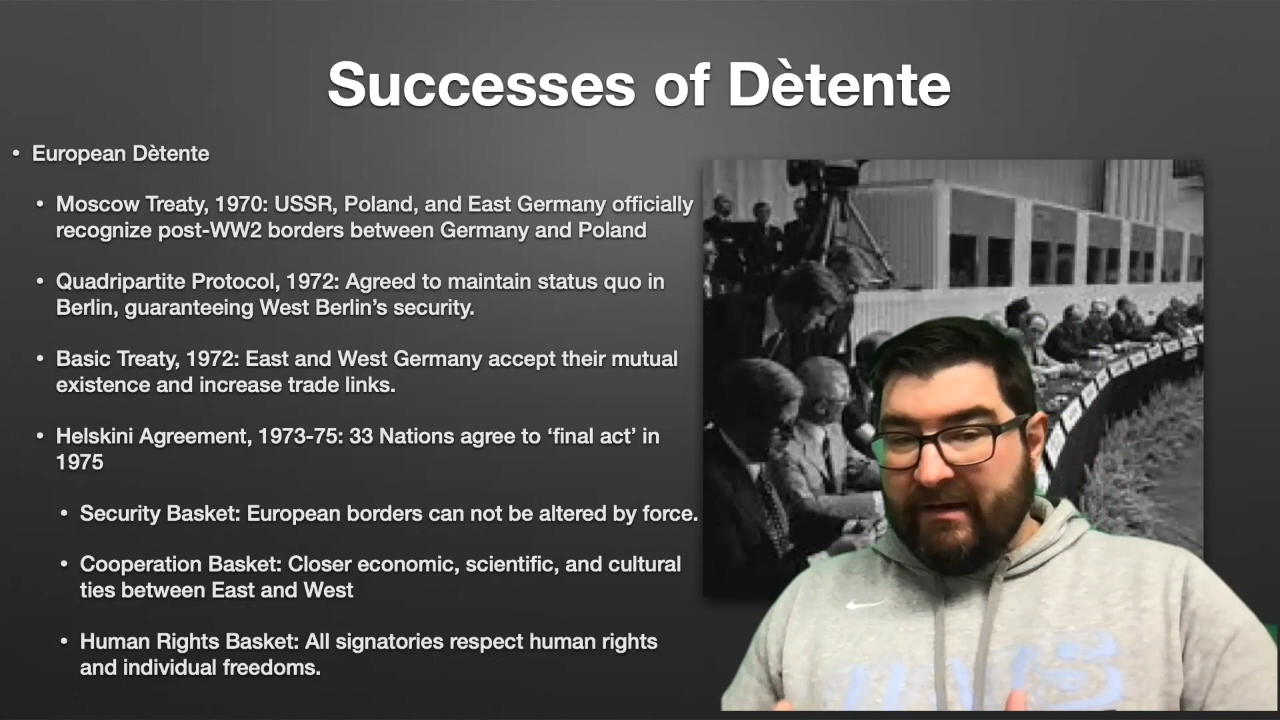 Successes of Dètente
• European Dètente
• Moscow Treaty, 1970: USSR, Poland, and East Germany officially
recognize post-WW2 borders between Germany and Poland
• Quadripartite Protocol, 1972: Agreed to maintain status quo in
Berlin, guaranteeing West Berlin’s security.
• Basic Treaty, 1972: East and West Germany accept their mutual
existence and increase trade links.
• Helskini Agreement, 1973-75: 33 Nations agree to ‘final act’ in
1975
• Security Basket: European borders can not be altered by force.
• Cooperation Basket: Closer economic, scientific, and cultural
ties between East and West
• Human Rights Basket: All signatories respect human rights
and individual freedoms.